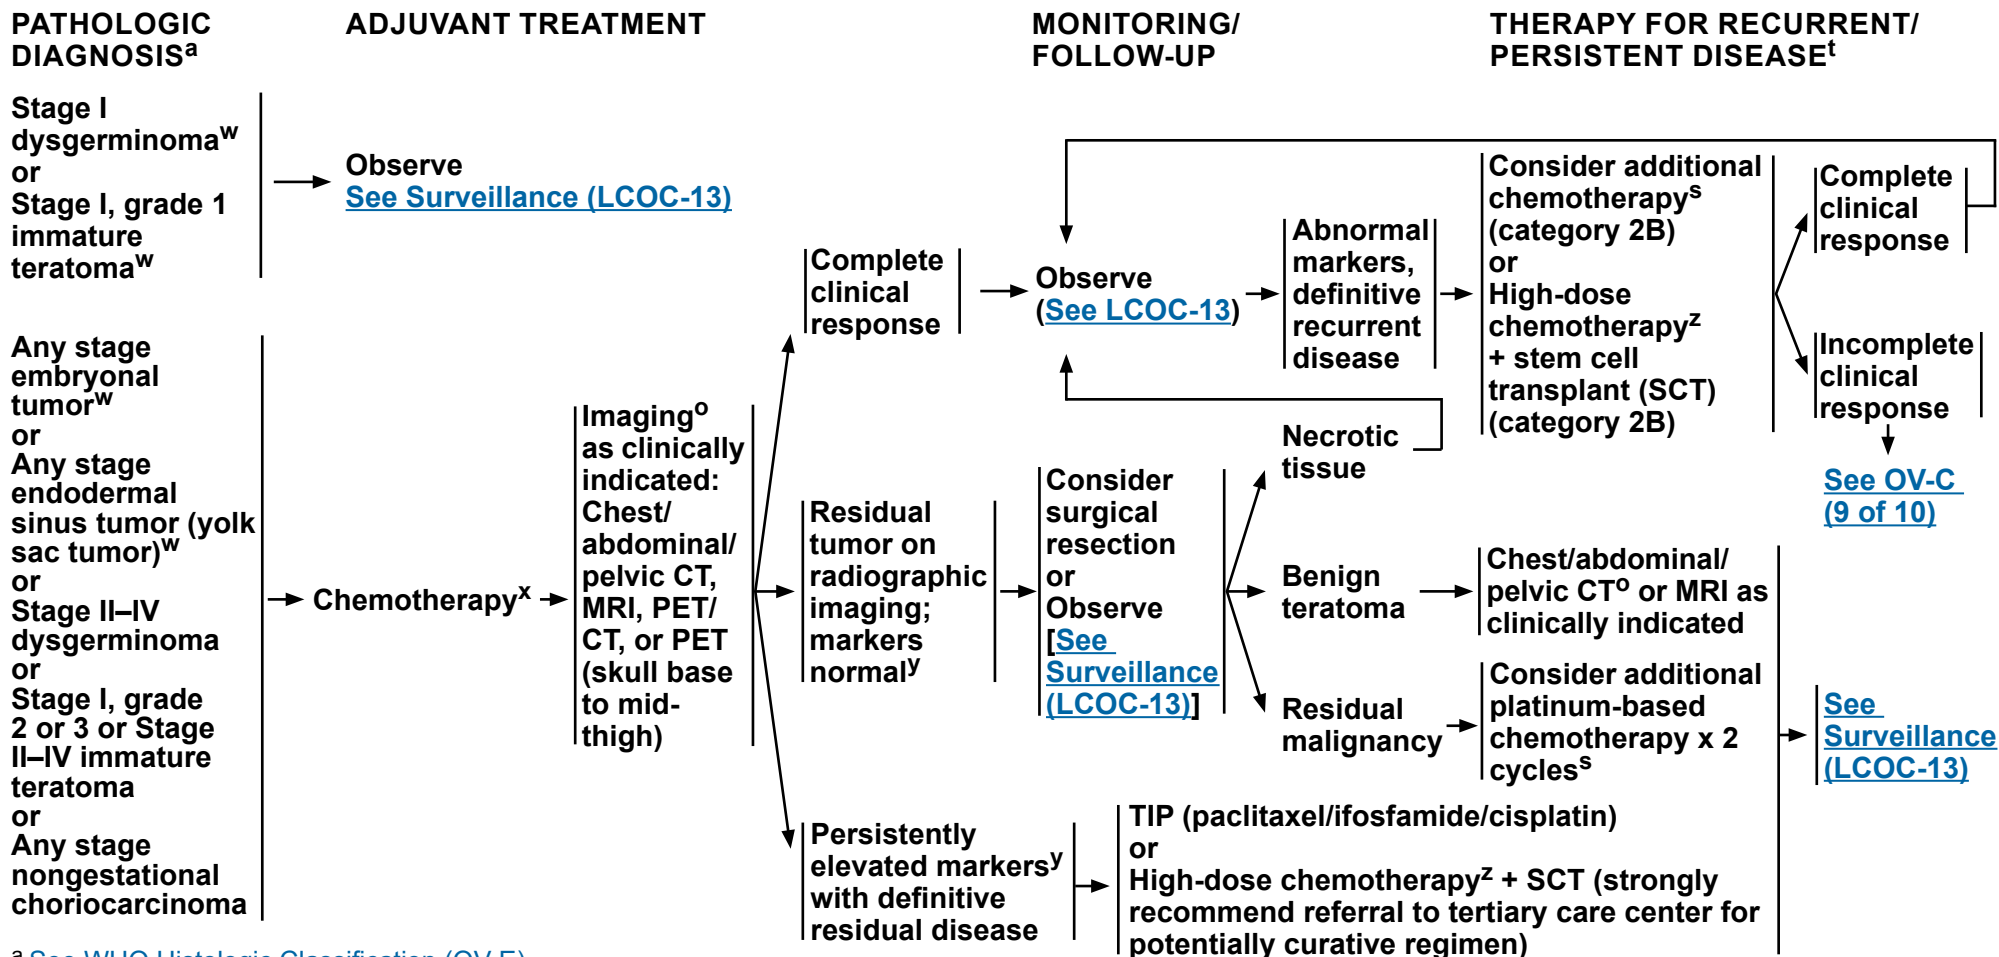 PATHOLOGIC
DIAGNOSISa
ADJUVANT TREATMENT
MONITORING/
FOLLOW-UP
THERAPY FOR RECURRENT/
PERSISTENT DISEASEt
Stage I
dysgerminomaw
or
Stage I, grade 1
immature
teratomaw
Observe
See Surveillance (LCOC-13)
Any stage
embryonal
tumorw
or
Any stage
endodermal
sinus tumor (yolk
sac tumor)w
or
Stage II–IV
dysgerminoma
or
Stage I, grade
2 or 3 or Stage
II–IV immature
teratoma
or
Any stage
nongestational
choriocarcinoma
Chemotherapyx
Imagingo
as clinically
indicated:
Chest/
abdominal/
pelvic CT,
MRI, PET/
CT, or PET
(skull base
to mid-
thigh)
Complete
clinical
response
Observe
(See LCOC-13)
Abnormal
markers,
definitive
recurrent
disease
Consider additional
chemotherapys
(category 2B)
or
High-dose
chemotherapyz
+ stem cell
transplant (SCT)
(category 2B)
Complete
clinical
response
Incomplete
clinical
response
See OV-C
(9 of 10)
Residual
tumor on
radiographic
imaging;
markers
normaly
Consider
surgical
resection
or
Observe
[See
Surveillance
(LCOC-13)]
Necrotic
tissue
Benign
teratoma
Chest/abdominal/
pelvic CTo or MRI as
clinically indicated
Residual
malignancy
Consider additional
platinum-based
chemotherapy x 2
cycless
See
Surveillance
(LCOC-13)
Persistently
elevated markersy
with definitive
residual disease
TIP (paclitaxel/ifosfamide/cisplatin)
or
High-dose chemotherapyz + SCT (strongly
recommend referral to tertiary care center for
potentially curative regimen)
a See WHO Histologic Classification (OV-E)